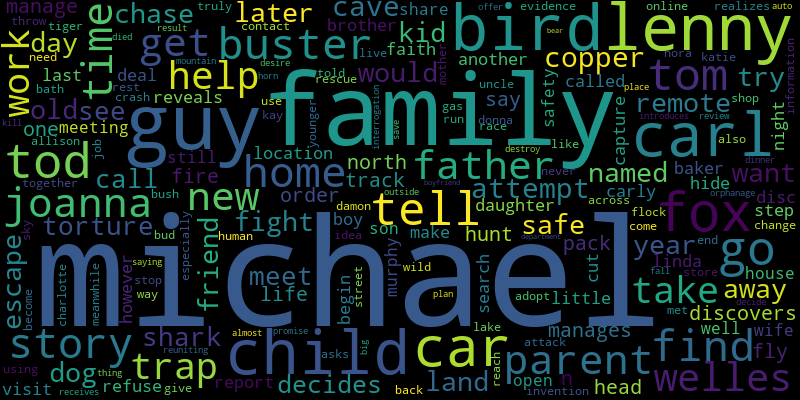 manage
truly
chase
later
cave
share
online
realizes
auto
throw
tiger
died
result
contact
brother
offer
evidence
bird
lenny
time
get
buster
kid
faith
work
day
need
mountain
desire
live
another
mother
bear
nora
katie
place
last
deal
horn
help
told
rescue
would
copper
tom
try
bath
rest
uncle
called
old
see
crash
reveals
guy
family
gas
run
say
safety
remote
shop
information
kill
one
meeting
use
younger
interrogation
save
race
donna
capture
introduces
review
job
kay
like
destroy
carl
also
night
allison
tod
still
location
north
father
never
dinner
call
fire
home
track
named
baker
want
together
bush
order
daughter
attempt
carly
hide
orphanage
disc
joanna
new
damon
outside
boyfriend
across
flock
step
torture
fight
boy
tell
safe
come
fox
change
escape
sky
bud
human
idea
son
make
hunt
year
end
go
especially
friend
michael
murphy
pack
linda
house
saying
meet
wild
department
search
cut
become
charlotte
meanwhile
however
stop
life
begin
street
plan
adopt
little
fall
store
take
away
decide
way
shark
almost
promise
lake
manages
met
discovers
story
reuniting
child
asks
big
car
attack
well
wife
dog
thing
trap
parent
find
fly
using
refuse
report
decides
land
reach
open
n
head
welles
visit
receives
give
back
invention